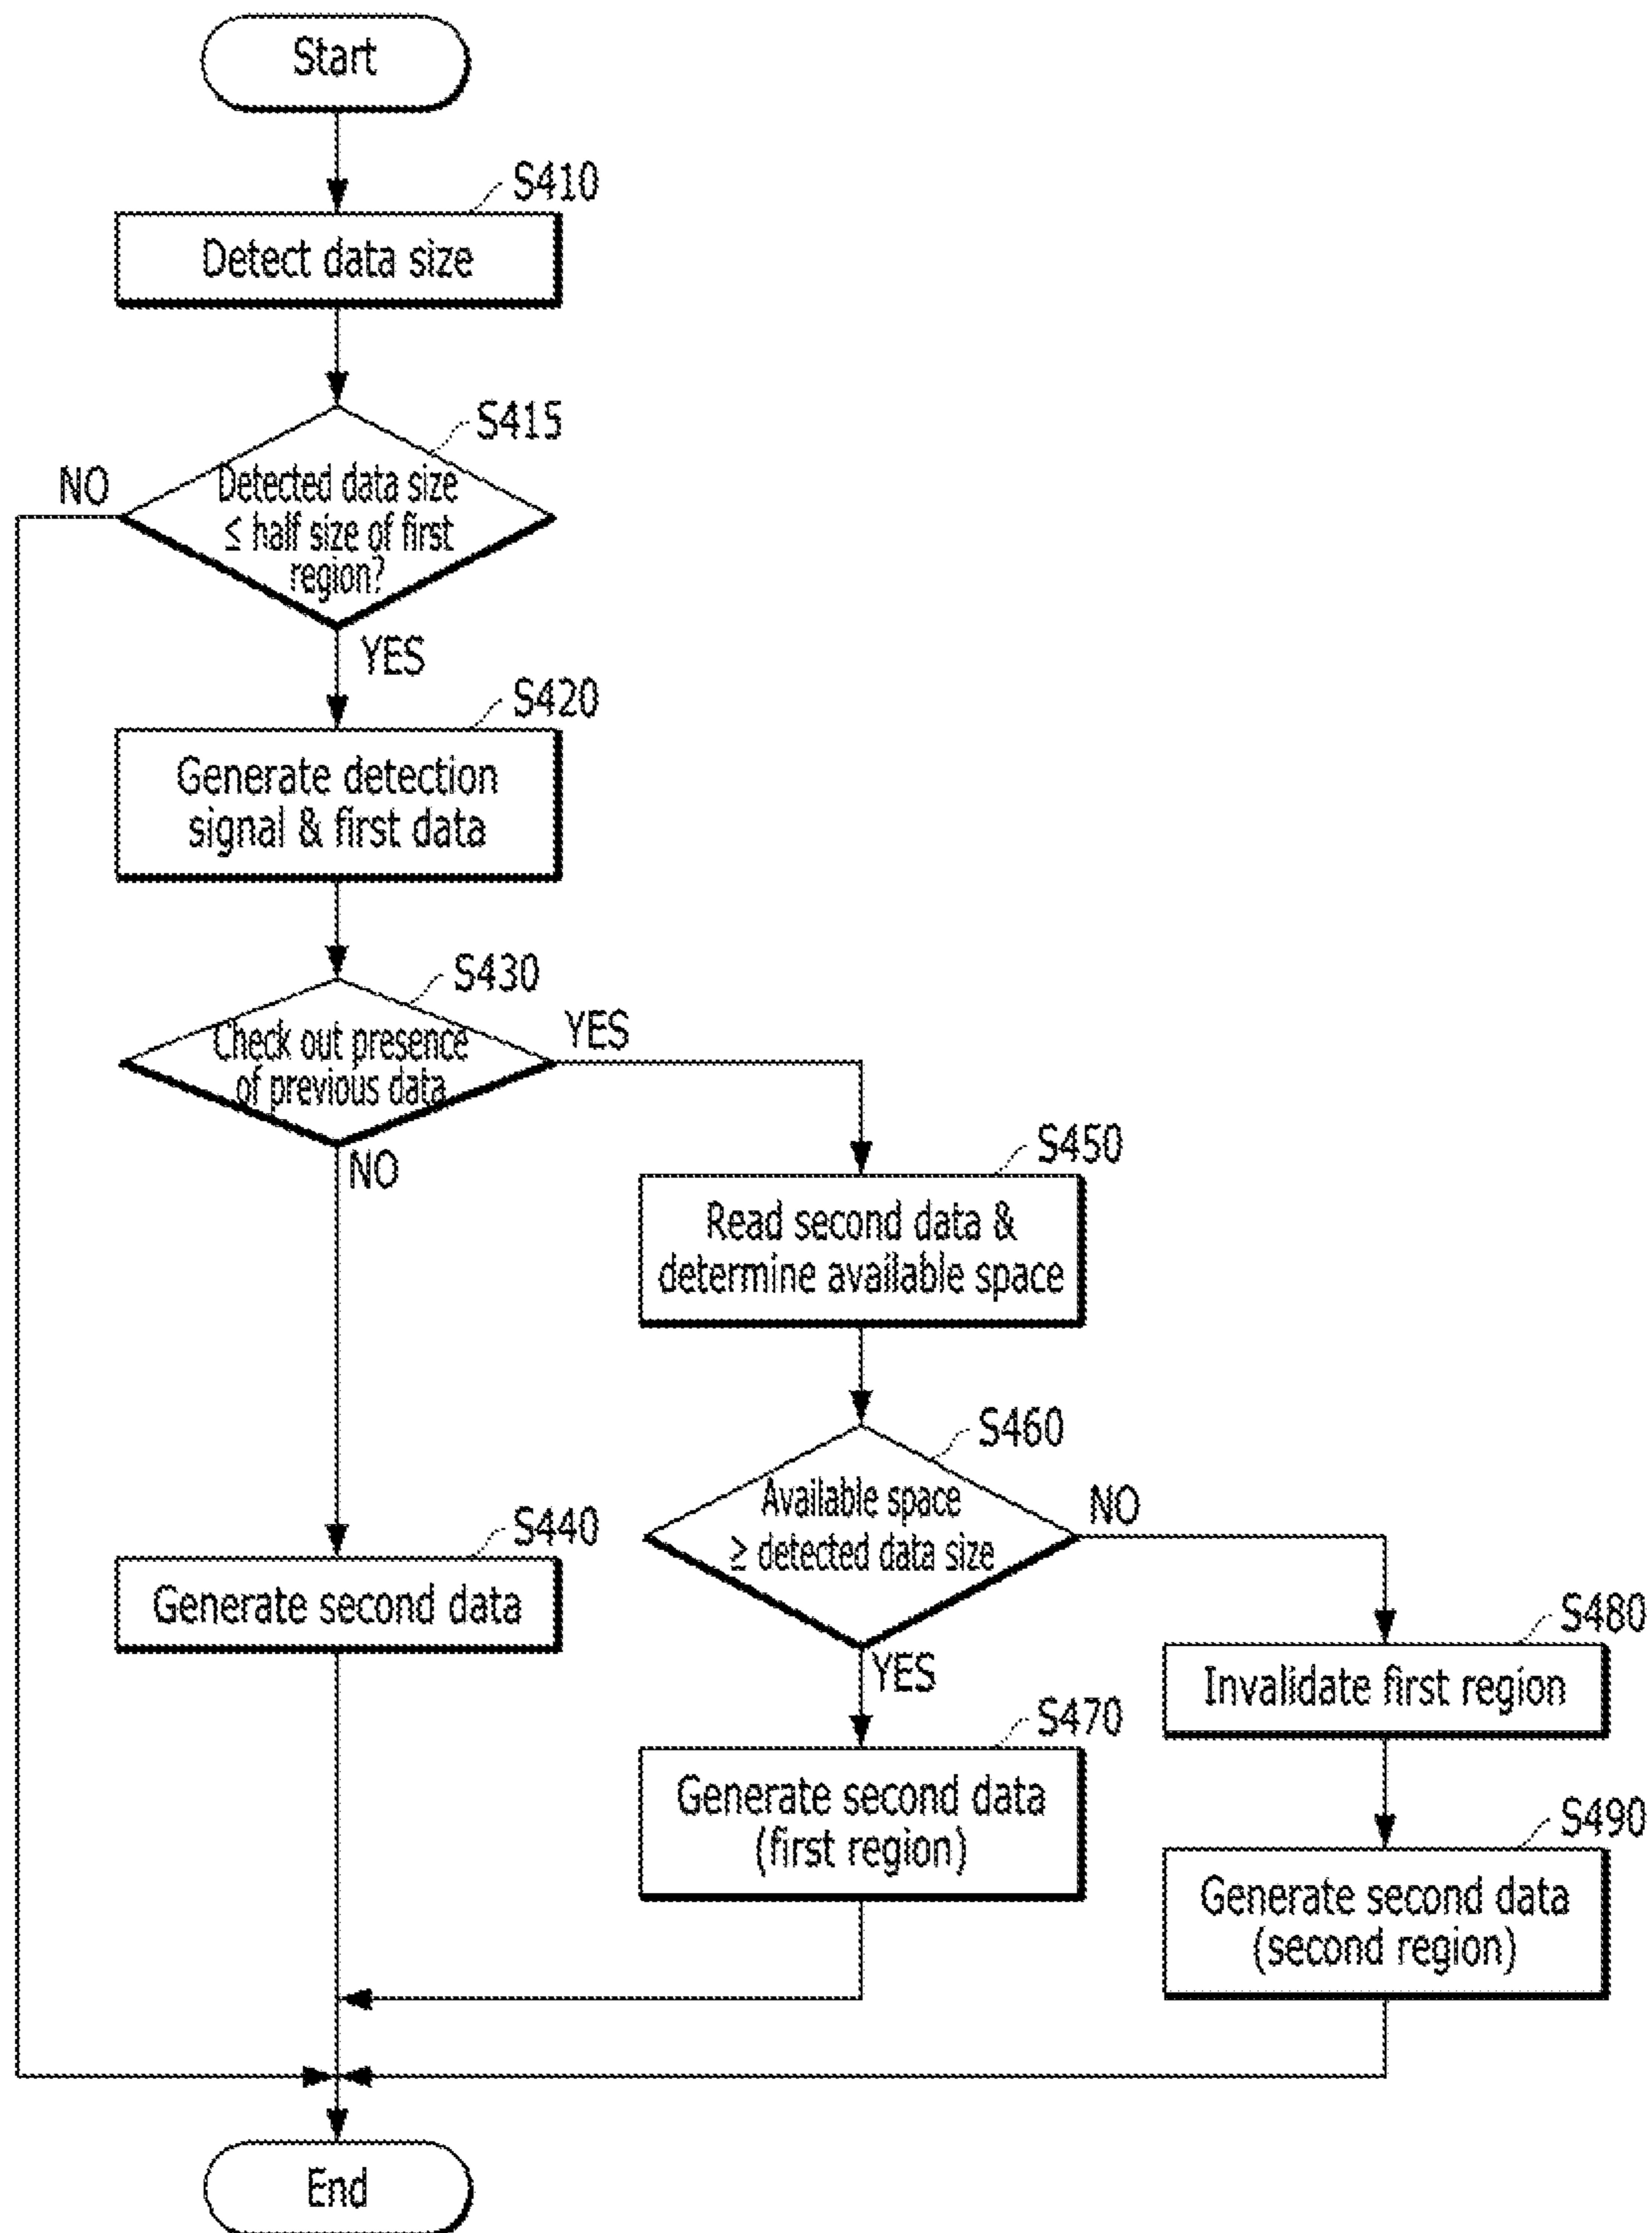 Start
S410
Detect data size
S415
NO
Detected data size
≤ half size of first
region?
YES
S420
Generate detection
signal & first data
S430
YES
Check out presence
of previous data
NO
S450
Read second data &
determine available space
S460
Available space
≥ detected data size
NO
YES
S440
Generate second data
S480
Invalidate first region
S470
Generate second data
(first region)
S490
Generate second data
(second region)
End